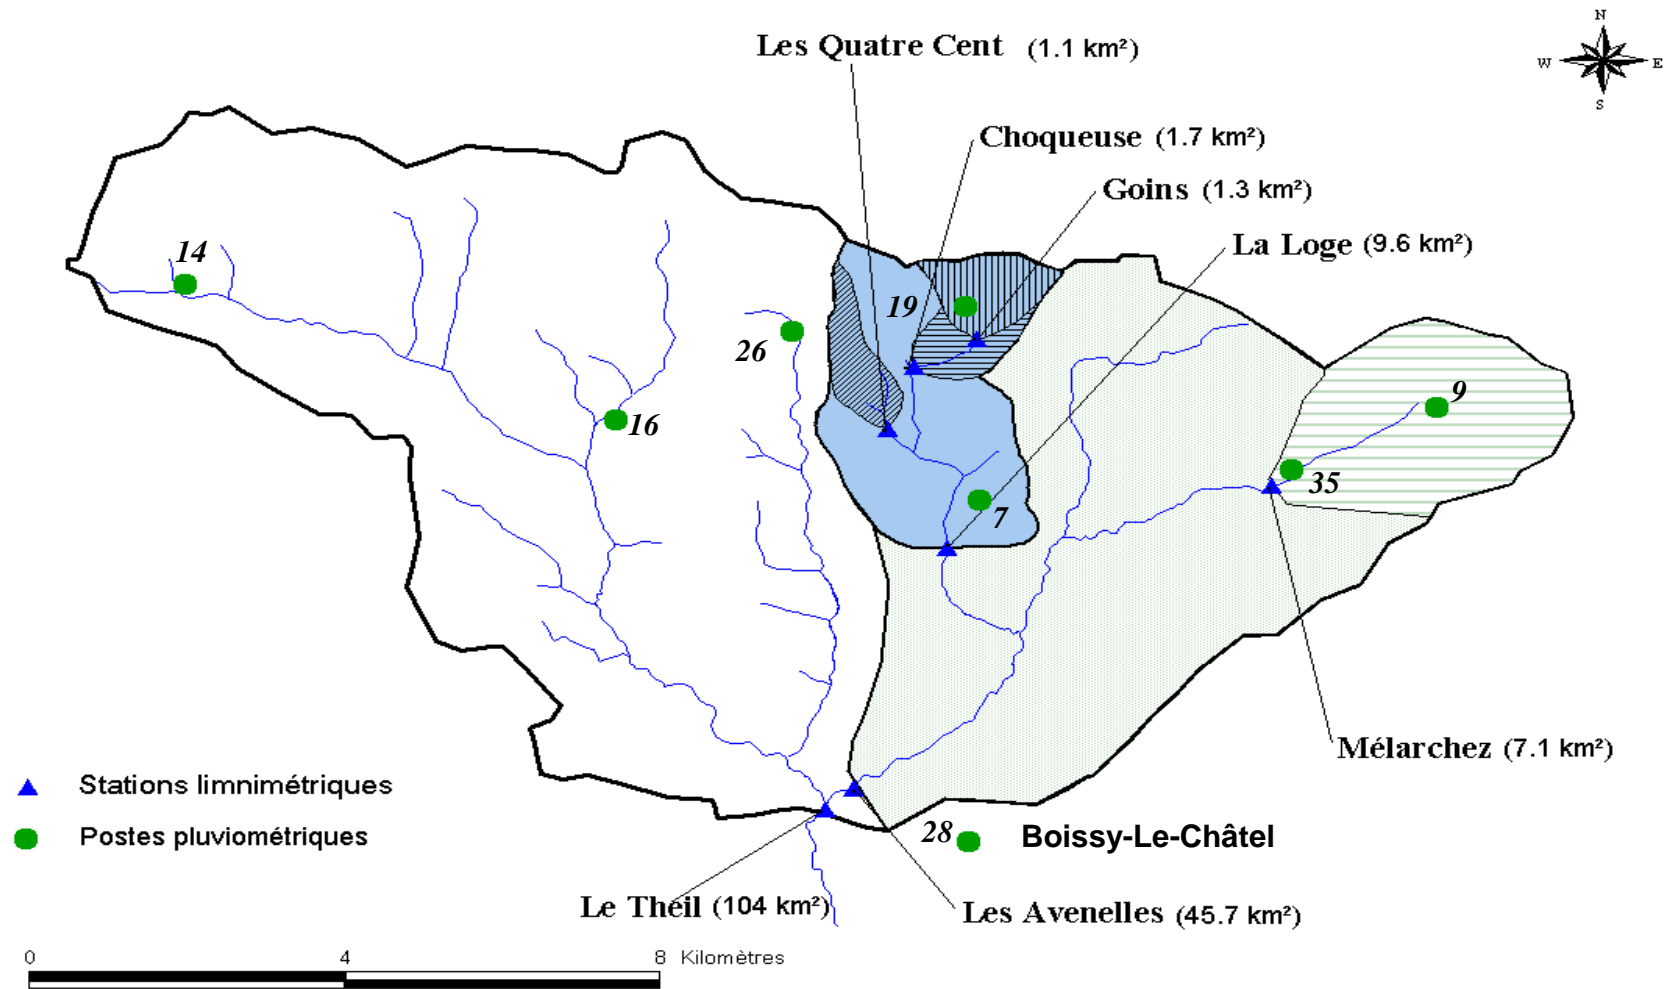 N
W E
S
Les Quatre Cent (1.1 km²)
Choqueuse (1.7 km²)
Goins (1.3 km²)
La Loge (9.6 km²)
14
19
26
16
9
35
7
Mélarchez (7.1 km²)
Stations limnimétriques
Postes pluviométriques
28 Boissy-Le-Châtel
Le Théil (104 km²)
Les Avenelles (45.7 km²)
0 4 8 Kilomètres